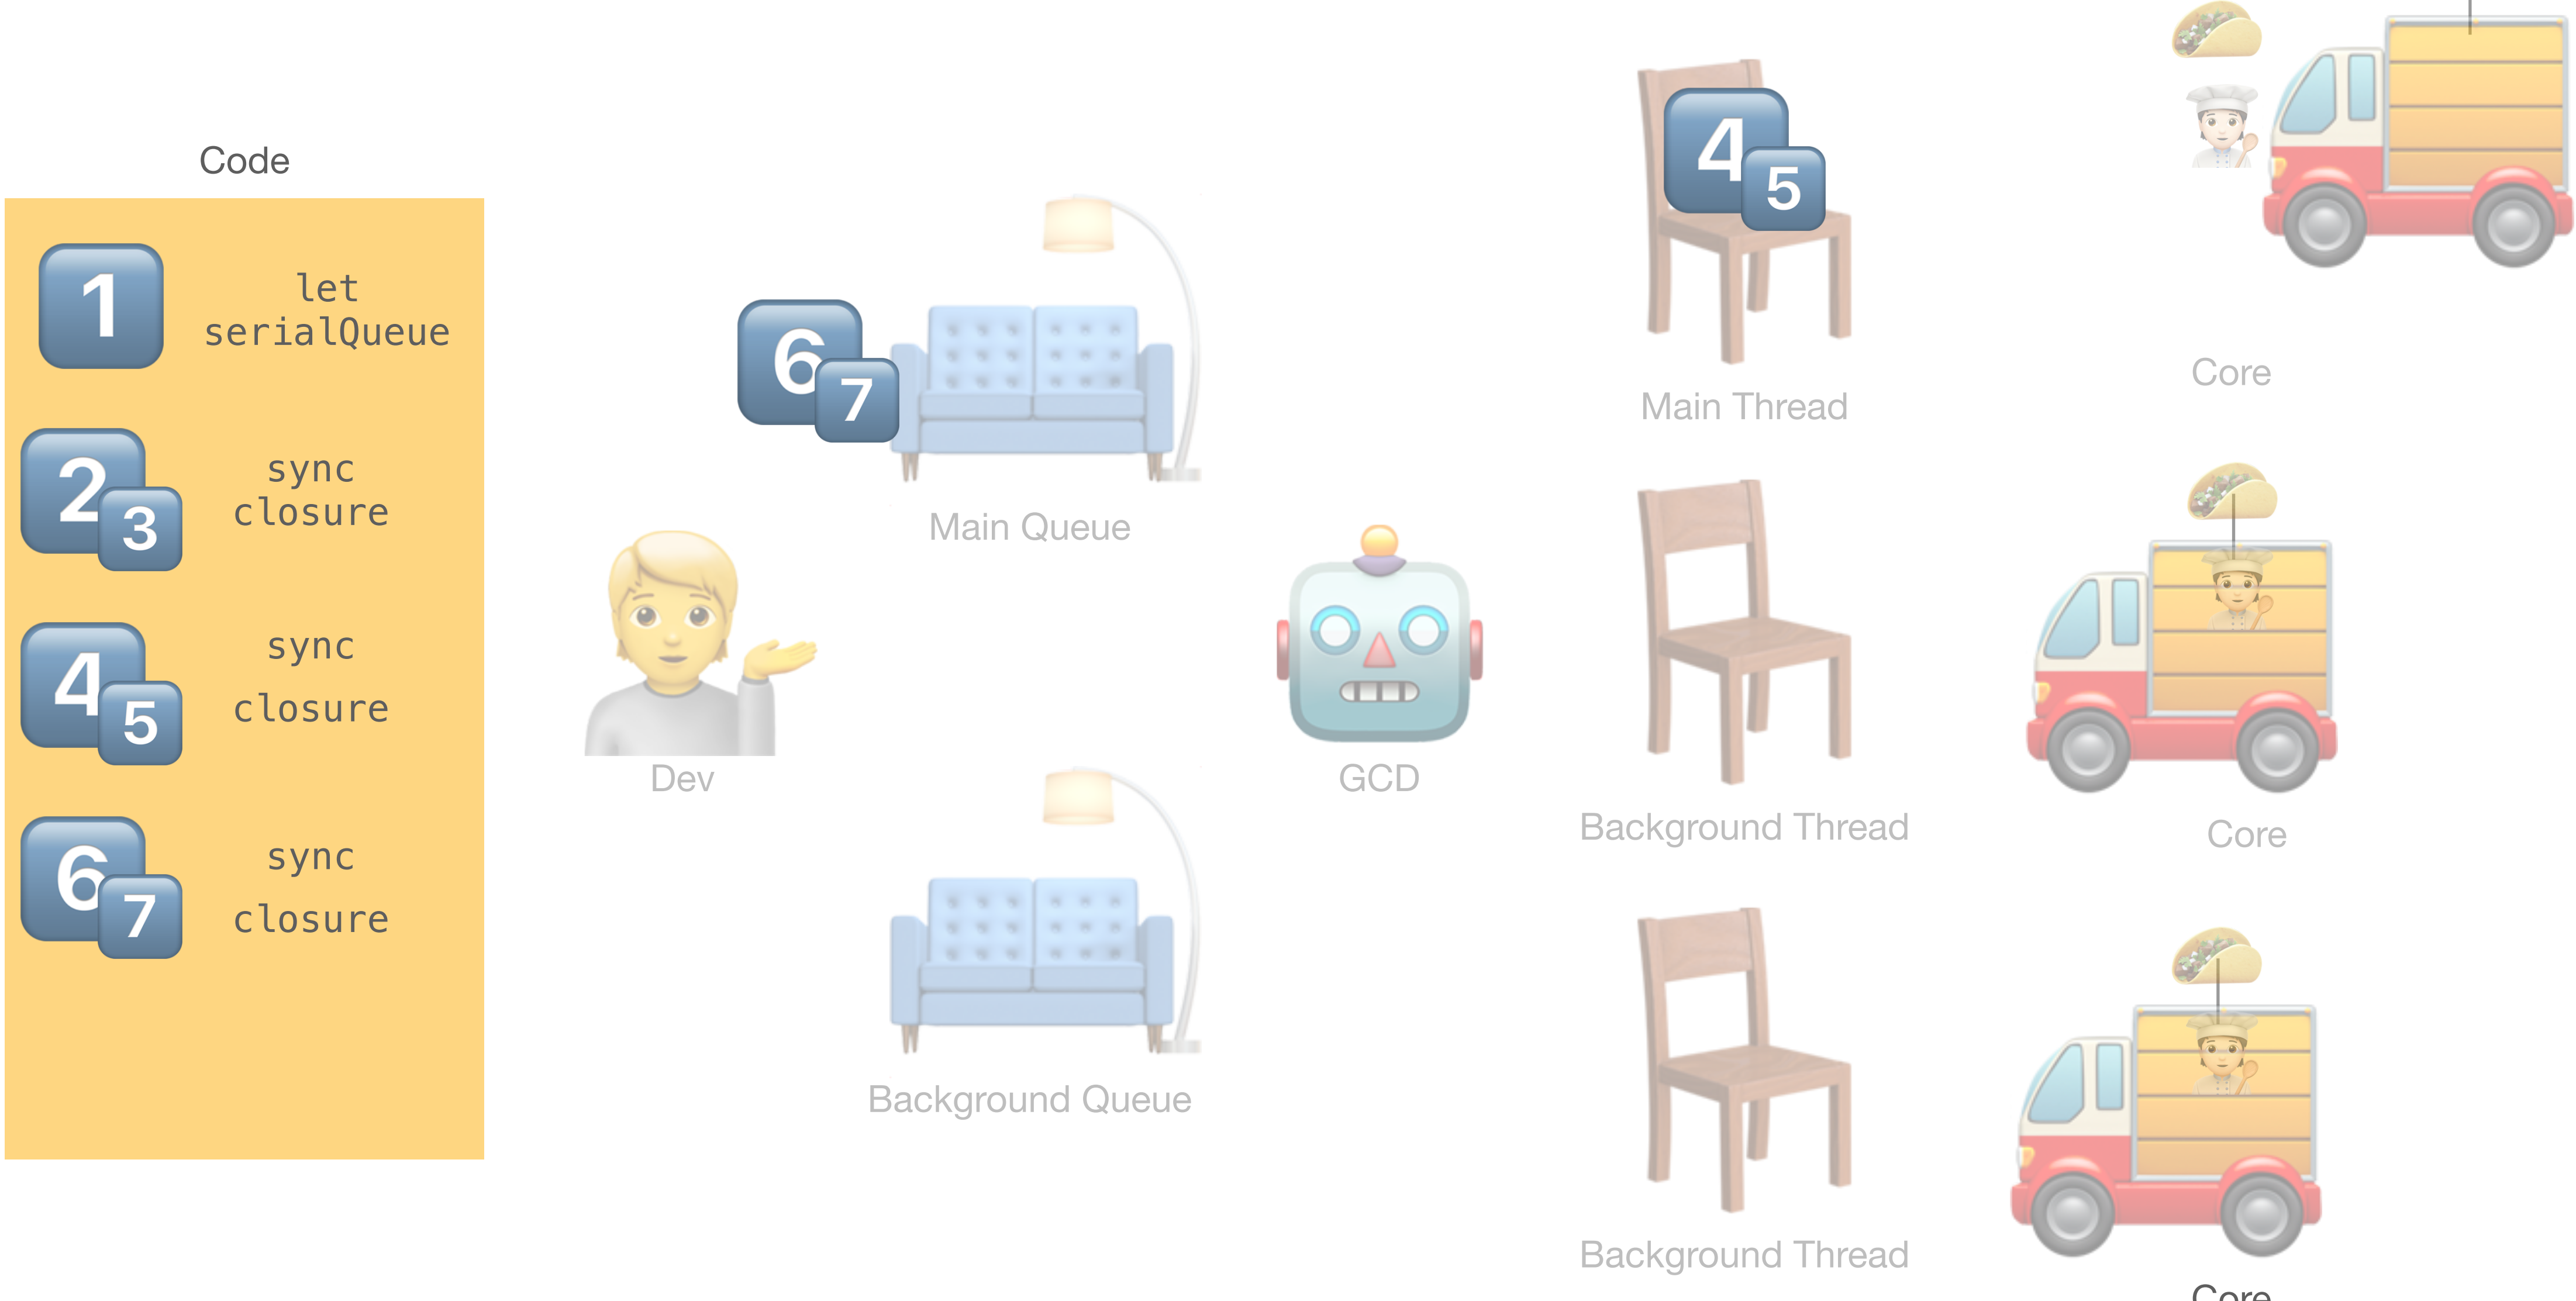 Code
1
let
serialQueue
2
3
sync
closure
4
5
sync
closure
6
7
sync
closure
6
7
Main Queue
Dev
Background Queue
GCD
4
5
Main Thread
Background Thread
Background Thread
Core
Core
Core